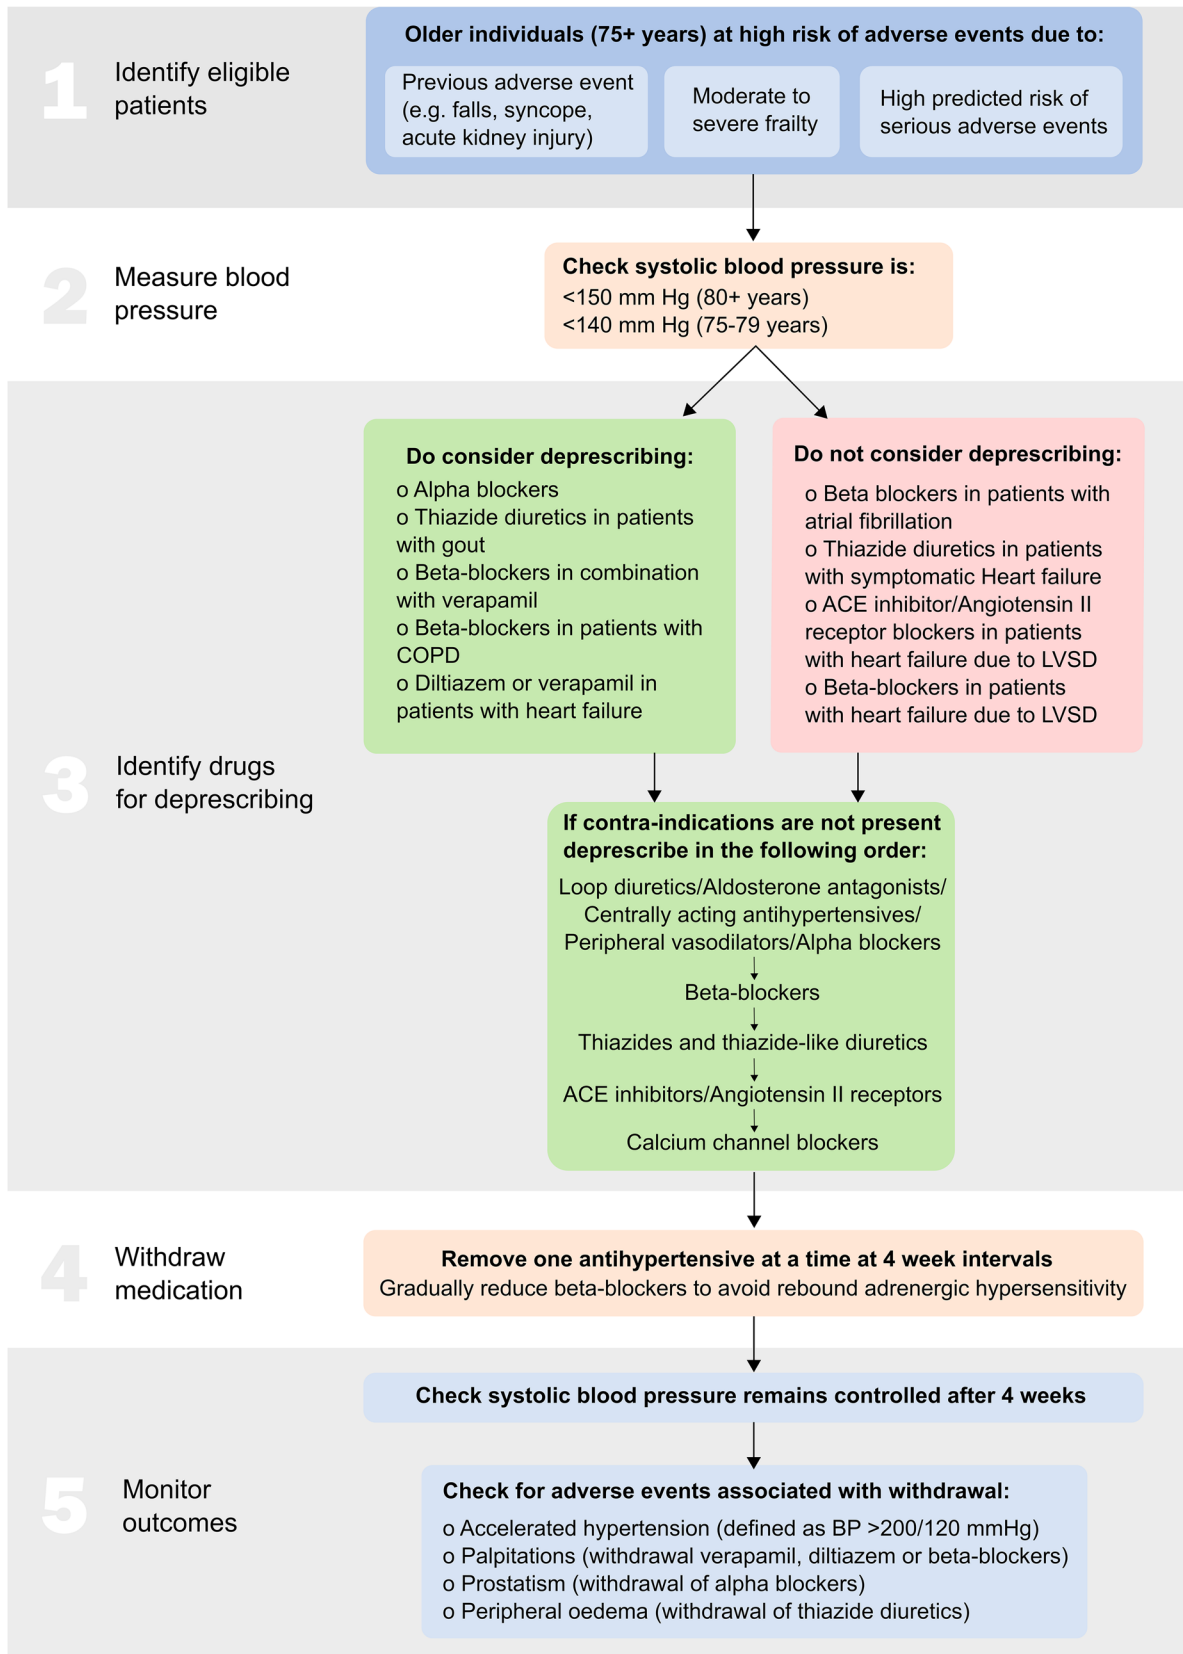 1
Identify eligible
patients
Older individuals (75+ years) at high risk of adverse events due to:
Previous adverse event
(e.g. falls, syncope,
acute kidney injury)
Moderate to
severe frailty
High predicted risk of
serious adverse events
2
Measure blood
pressure
Check systolic blood pressure is:
<150 mm Hg (80+ years)
<140 mm Hg (75-79 years)
3
Identify drugs
for deprescribing
Do consider deprescribing:
o Alpha blockers
o Thiazide diuretics in patients
with gout
o Beta-blockers in combination
with verapamil
o Beta-blockers in patients with
COPD
o Diltiazem or verapamil in
patients with heart failure
Do not consider deprescribing:
o Beta blockers in patients with
atrial fibrillation
o Thiazide diuretics in patients
with symptomatic Heart failure
o ACE inhibitor/Angiotensin II
receptor blockers in patients
with heart failure due to LVSD
o Beta-blockers in patients
with heart failure due to LVSD
If contra-indications are not present
deprescribe in the following order:
Loop diuretics/Aldosterone antagonists/
Centrally acting antihypertensives/
Peripheral vasodilators/Alpha blockers
Beta-blockers
Thiazides and thiazide-like diuretics
ACE inhibitors/Angiotensin II receptors
Calcium channel blockers
4
Withdraw
medication
Remove one antihypertensive at a time at 4 week intervals
Gradually reduce beta-blockers to avoid rebound adrenergic hypersensitivity
5
Monitor
outcomes
Check systolic blood pressure remains controlled after 4 weeks
Check for adverse events associated with withdrawal:
o Accelerated hypertension (defined as BP >200/120 mmHg)
o Palpitations (withdrawal verapamil, diltiazem or beta-blockers)
o Prostatism (withdrawal of alpha blockers)
o Peripheral oedema (withdrawal of thiazide diuretics)